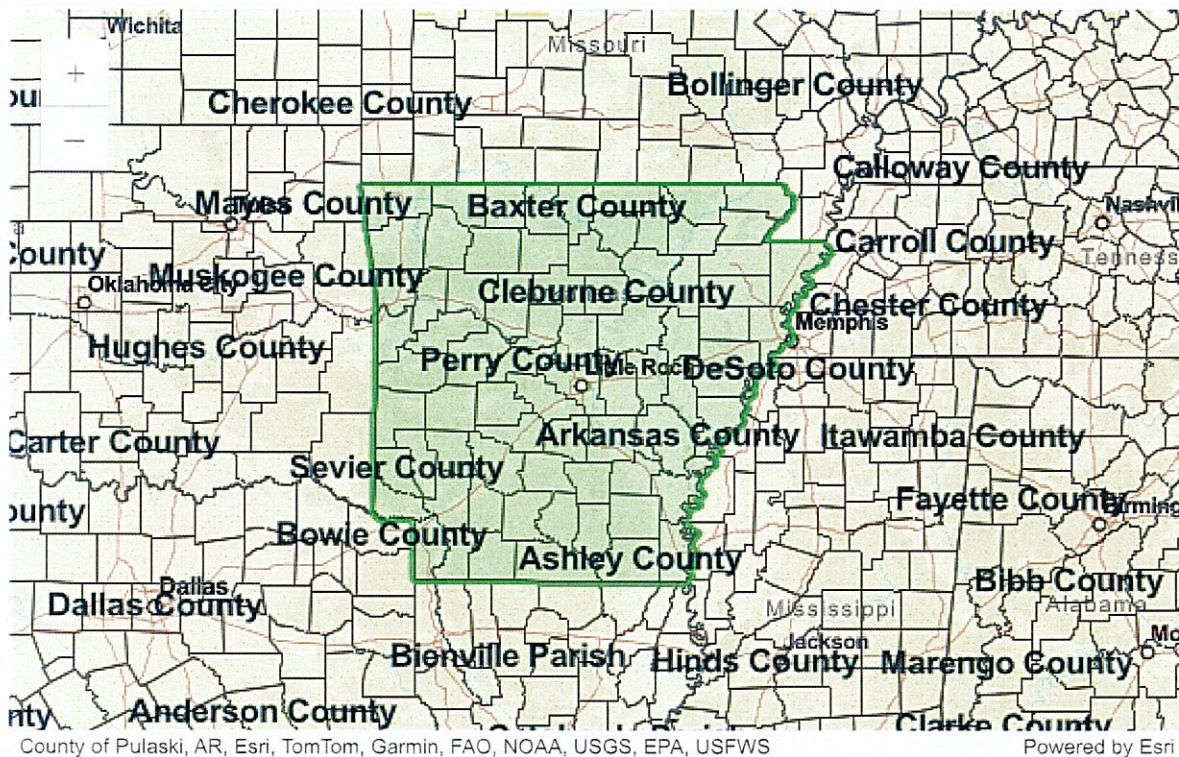 Wichita
Missouri
Bollinger County
Cherokee County
Calloway County
Mayes County
Baxter County
Nashvil
Carroll County
County
Tenness
Muskogee County
Oklahoma City
Cleburne County
Chester County
Memphis
Hughes County
Perry County
Little Rock
DeSoto County
Carter County
Arkansas County
Itawamba County
Sevier County
Fayette County
Birming
ounty
Bowie County
Ashley County
Bibb County
Dallas
Dallas County
Mississippi
Alabama
Jackson
Mo
Bienville Parish
Hinds County
Marengo County
nty
Anderson County
Clarke County
County of Pulaski, AR, Esri, TomTom, Garmin, FAO, NOAA, USGS, EPA, USFWS
Powered by Esri